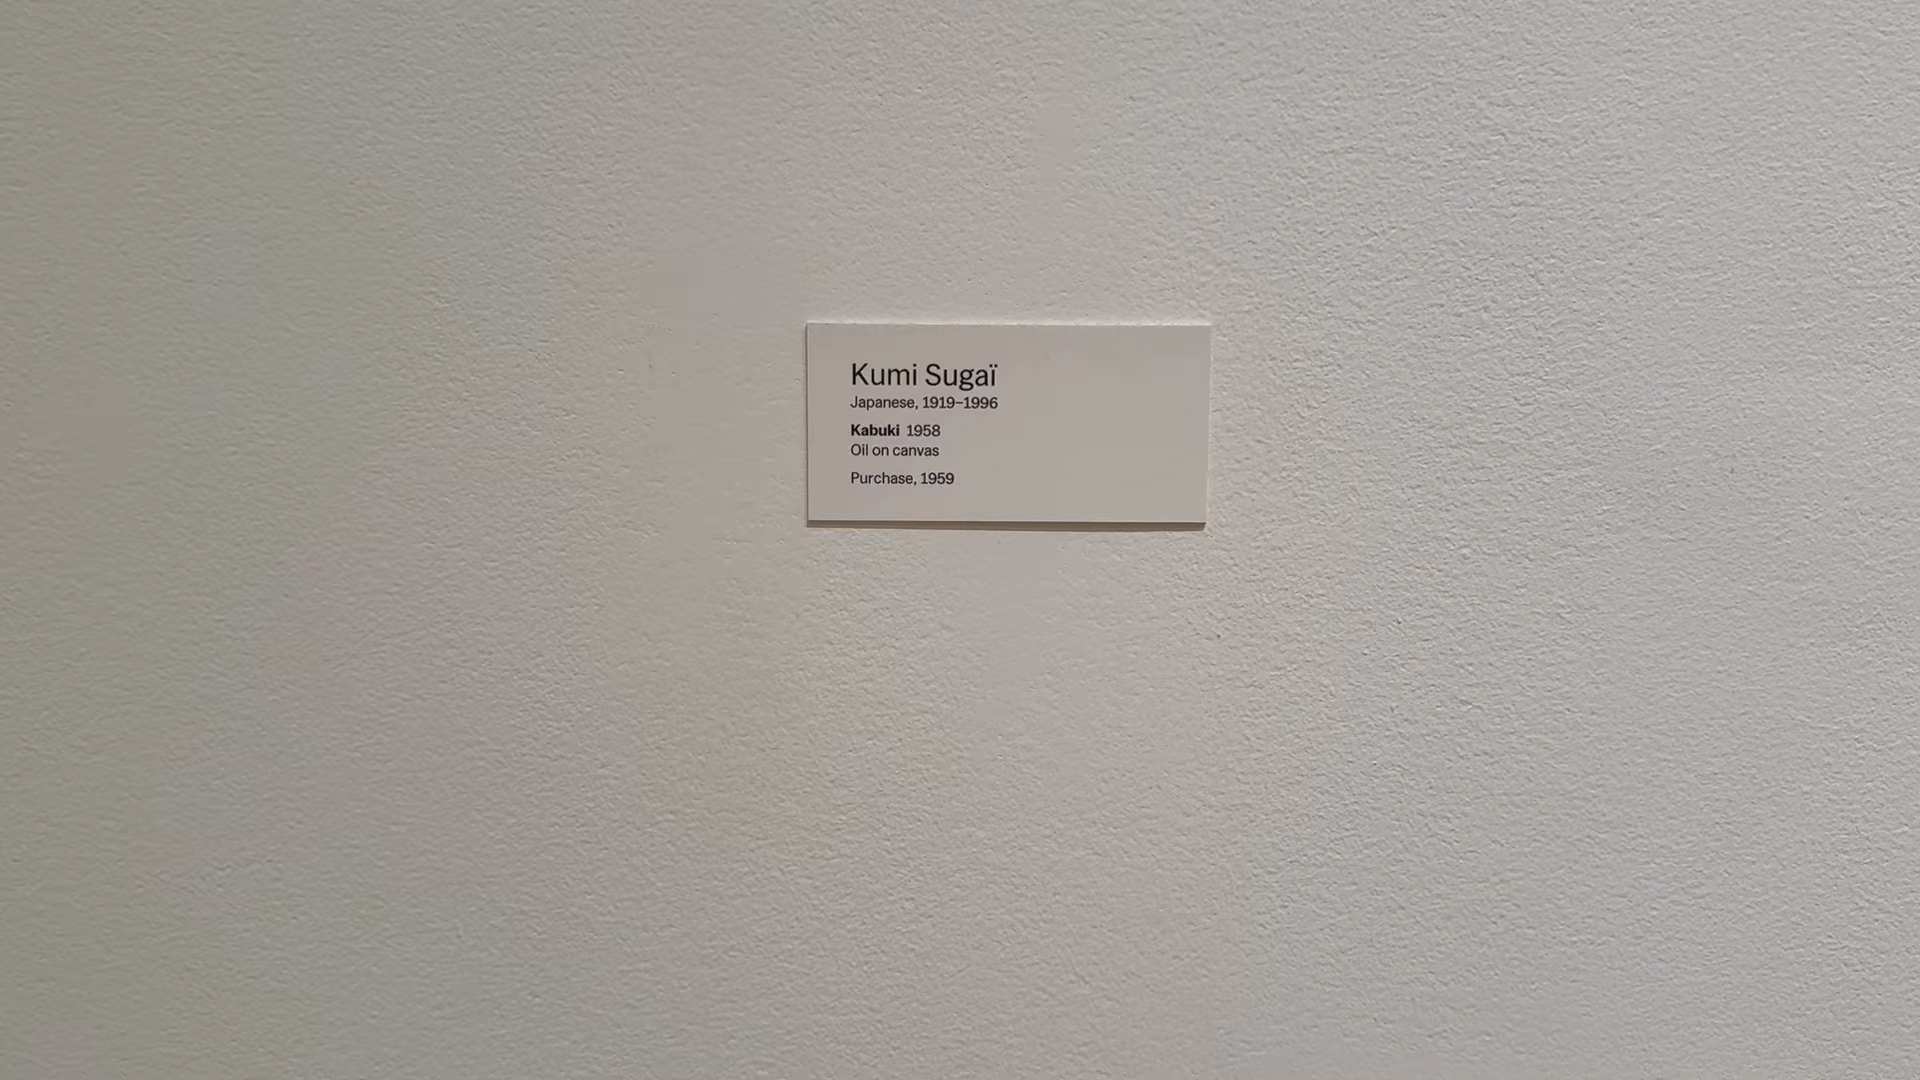 Kumi Sugaï
Japanese, 1919–1996
Kabuki 1958
Oil on canvas
Purchase, 1959